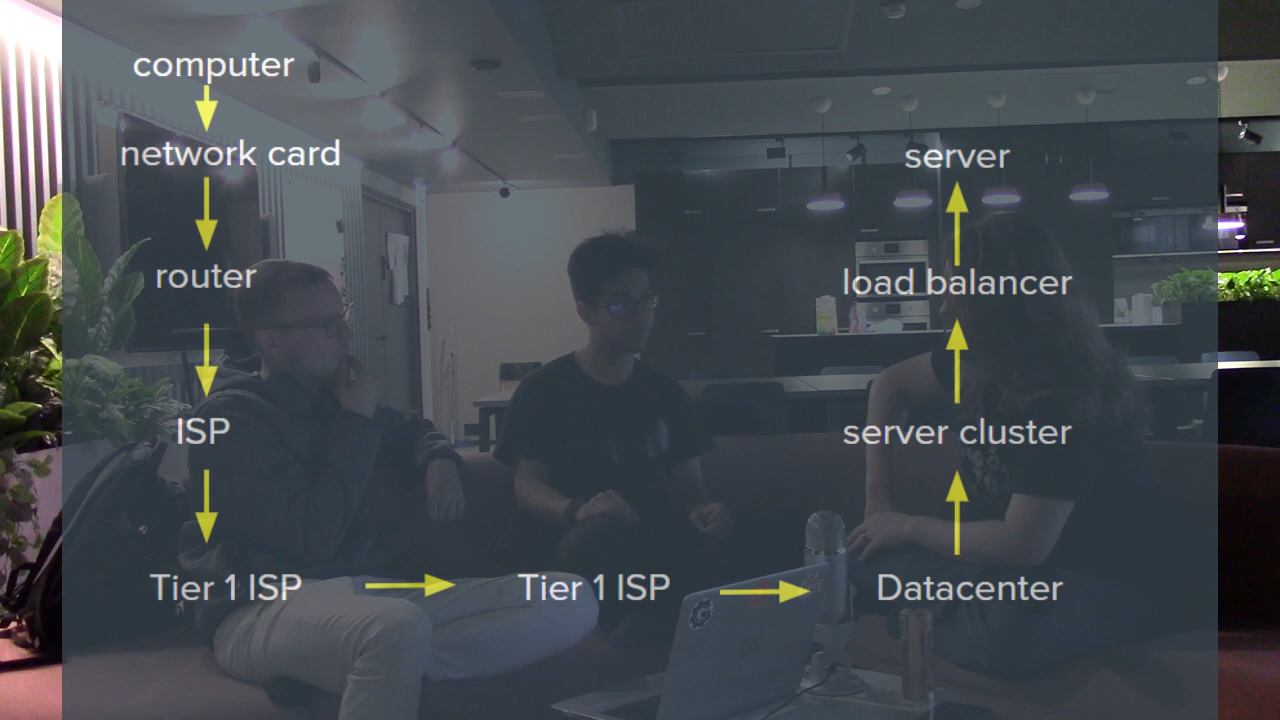 computer
network card
router
ISP
Tier 1 ISP
Tier 1 ISP
Datacenter
server cluster
load balancer
server